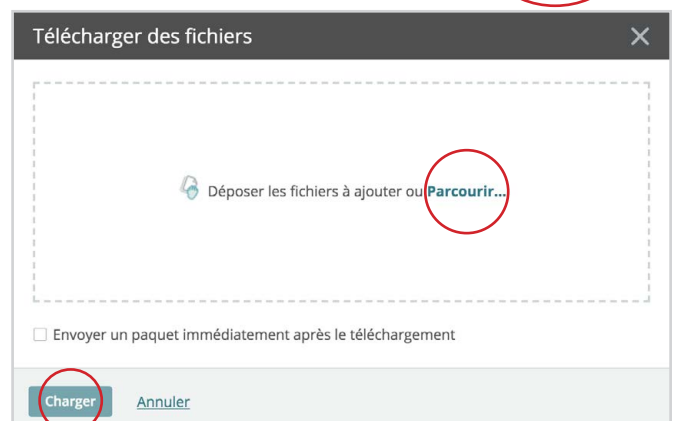 Télécharger des fichiers
Déposer les fichiers à ajouter ou Parcourir...
Envoyer un paquet immédiatement après le téléchargement
Charger Annuler